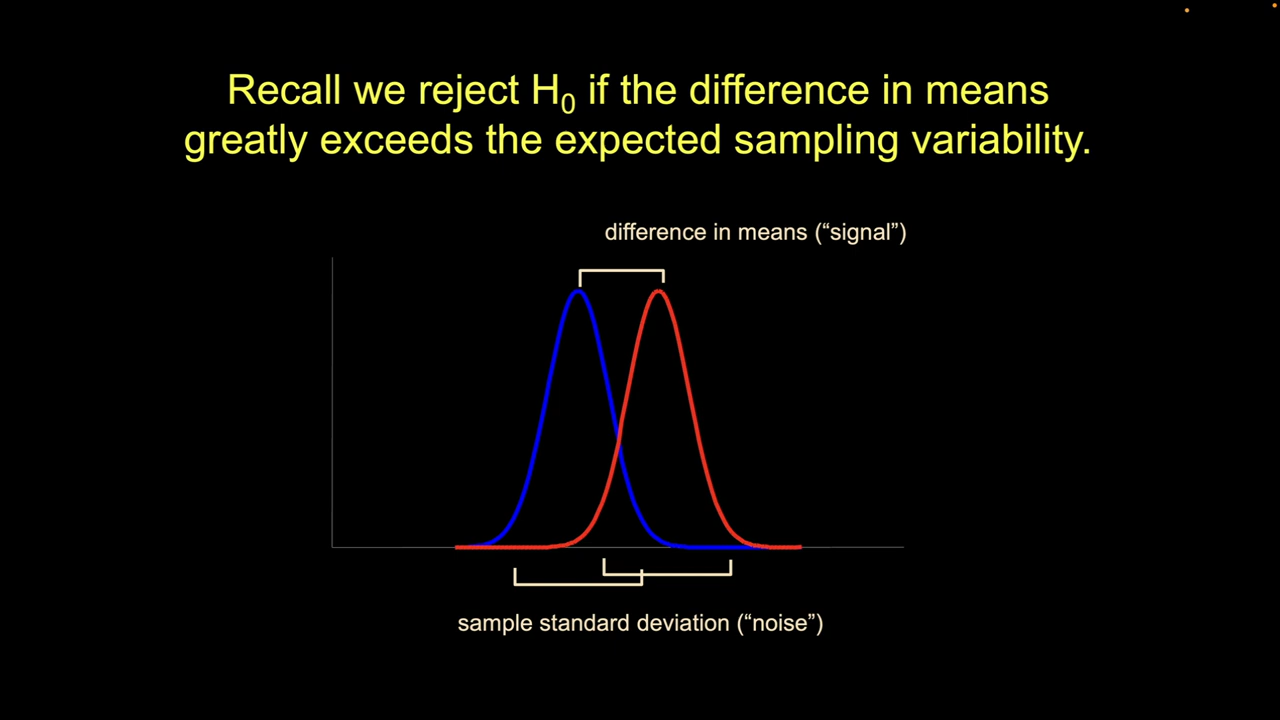 Recall we reject H₀ if the difference in means
greatly exceeds the expected sampling variability.
difference in means (“signal”)
sample standard deviation (“noise”)